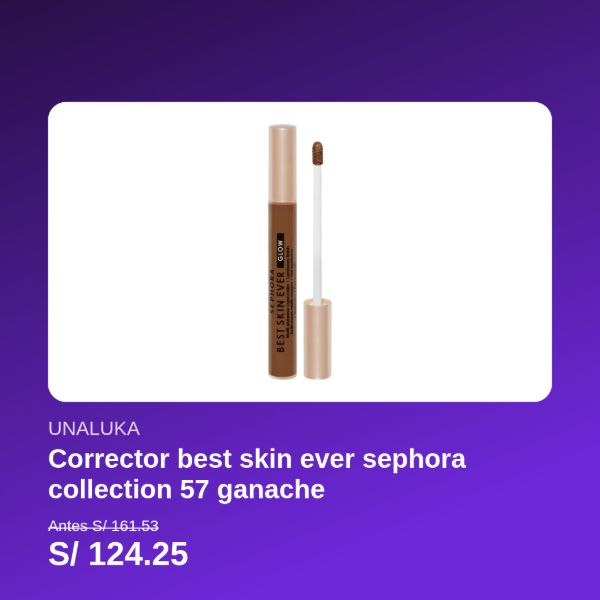 SEPHORA
BEST SKIN EVER GLOW
UNALUKA
Corrector best skin ever sephora
collection 57 ganache
Antes S/ 161.53
S/ 124.25